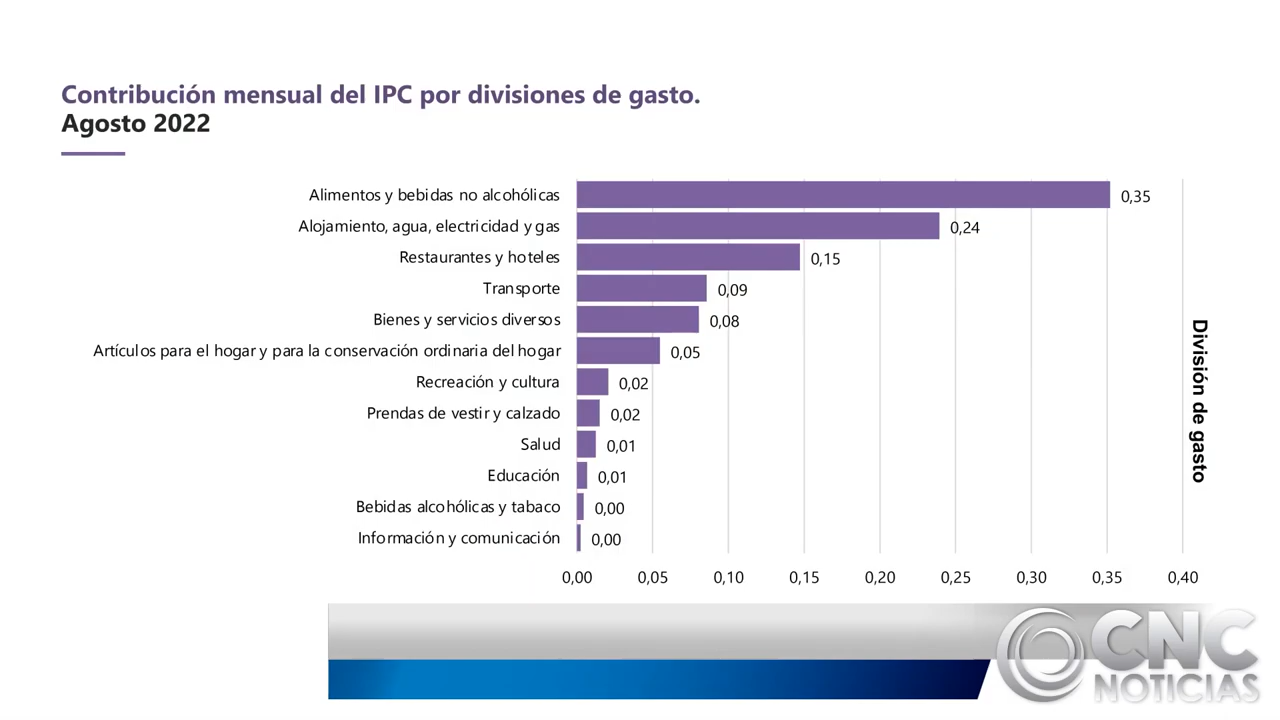 Contribución mensual del IPC por divisiones de gasto.
Agosto 2022
Alimentos y bebidas no alcohólicas 0,35
Alojamiento, agua, electricidad y gas 0,24
Restaurantes y hoteles 0,15
Transporte 0,09
Bienes y servicios diversos 0,08
Artículos para el hogar y para la conservación ordinaria del hogar 0,05
Recreación y cultura 0,02
Prendas de vestir y calzado 0,02
Salud 0,01
Educación 0,01
Bebidas alcohólicas y tabaco 0,00
Información y comunicación 0,00
0,00 0,05 0,10 0,15 0,20 0,25 0,30 0,35 0,40
División de gasto
CNC
NOTICIAS